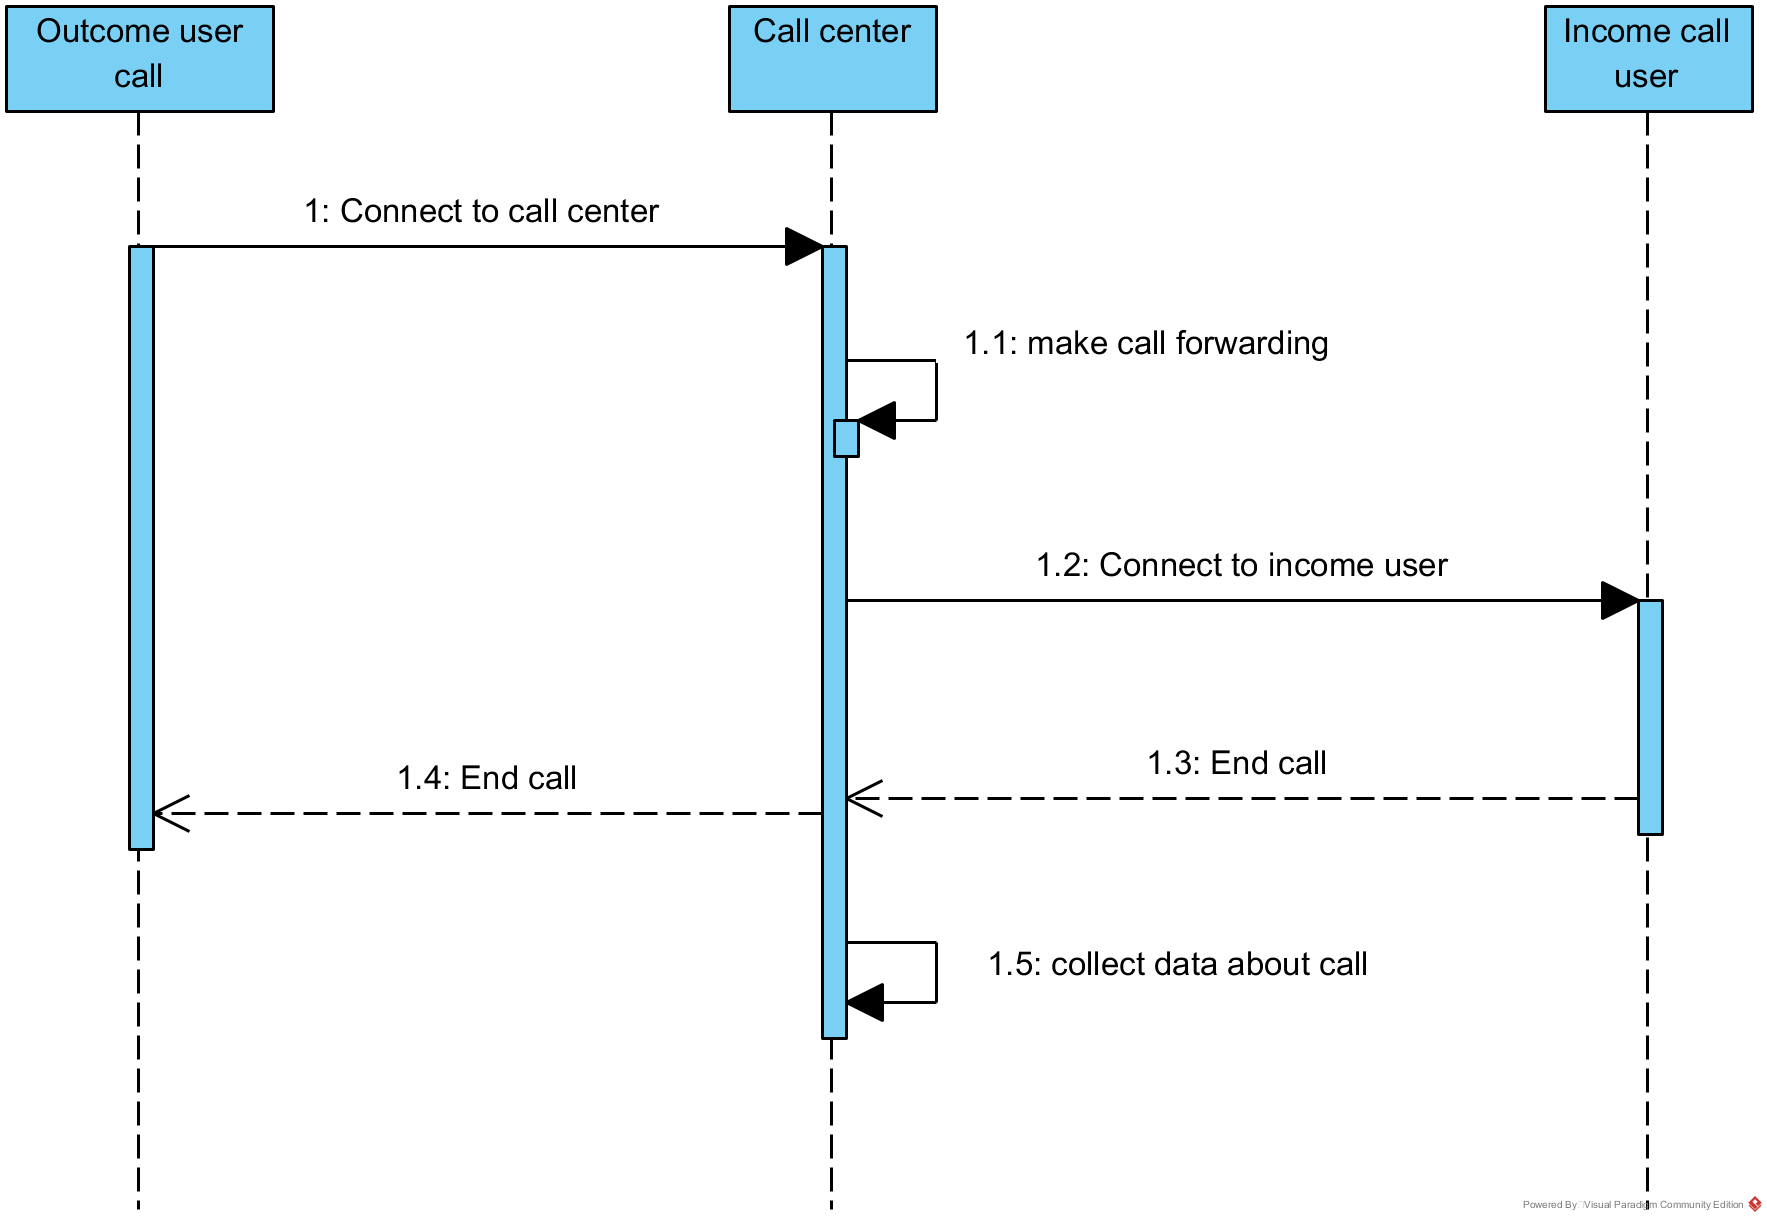 Outcome user
call
Call center
Income call
user
1: Connect to call center
1.1: make call forwarding
1.2: Connect to income user
1.3: End call
1.4: End call
1.5: collect data about call
Powered By Visual Paradigm Community Edition